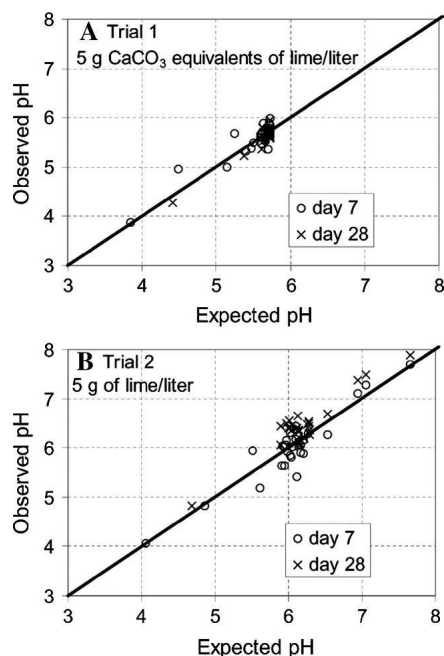 A Trial 1
5 g CaCO₃ equivalents of lime/liter
8
7
6
5
4
3
Observed pH
○ day 7
× day 28
3 4 5 6 7 8
Expected pH
B Trial 2
5 g of lime/liter
8
7
6
5
4
3
Observed pH
○ day 7
× day 28
3 4 5 6 7 8
Expected pH